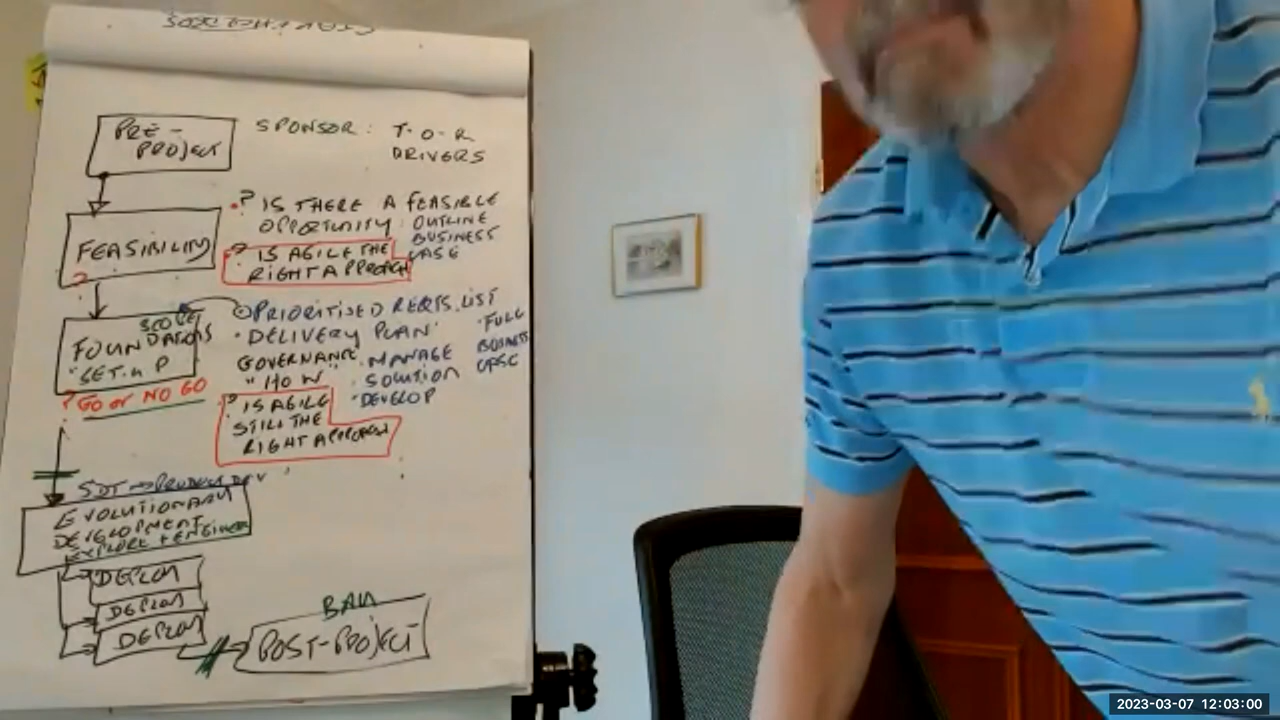 PRE-
PROJECT
SPONSOR: T.O.R
DRIVERS
FEASIBILITY
?
? IS THERE A FEASIBLE
OPPORTUNITY: OUTLINE
BUSINESS
CASE
? IS AGILE THE
RIGHT APPROACH
FOUNDATIONS
"SET-UP
? GO or NO GO
PRIORITISED REQTS. LIST
• DELIVERY PLAN
GOVERNANCE • MANAGE
"HOW" • SOLUTION
• DEVELOP
• FULL
BUSINESS
CASE
? IS AGILE
STILL THE
RIGHT APPROACH
SDT
EVOLUTIONARY
DEVELOPMENT
EXPLORE + ENGINEER
DEPLOY
DEPLOY
DEPLOY
BAU
POST-PROJECT
2023-03-07 12:03:00